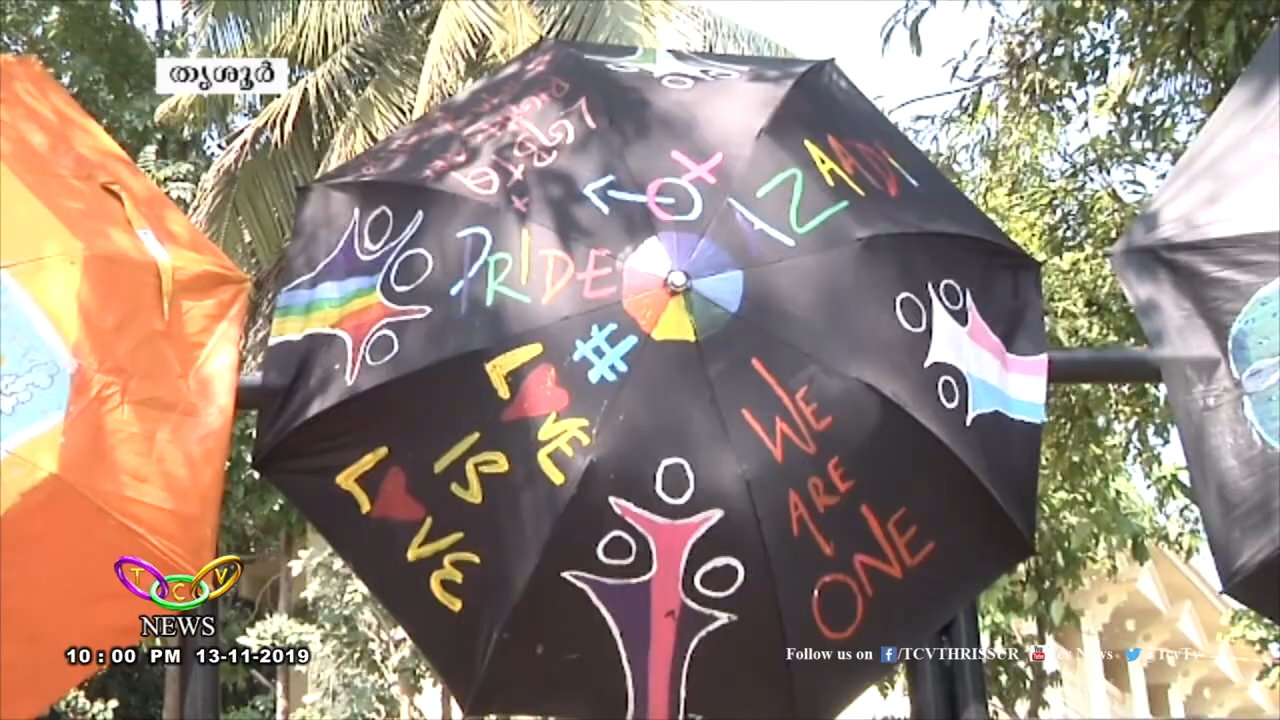 തൃശൂർ
AZAADI
PRIDE
#
LOVE
IS
LOVE
WE
ARE
ONE
TCV
NEWS
10:00 PM 13-11-2019
Follow us on f/TCVTHRISSUR